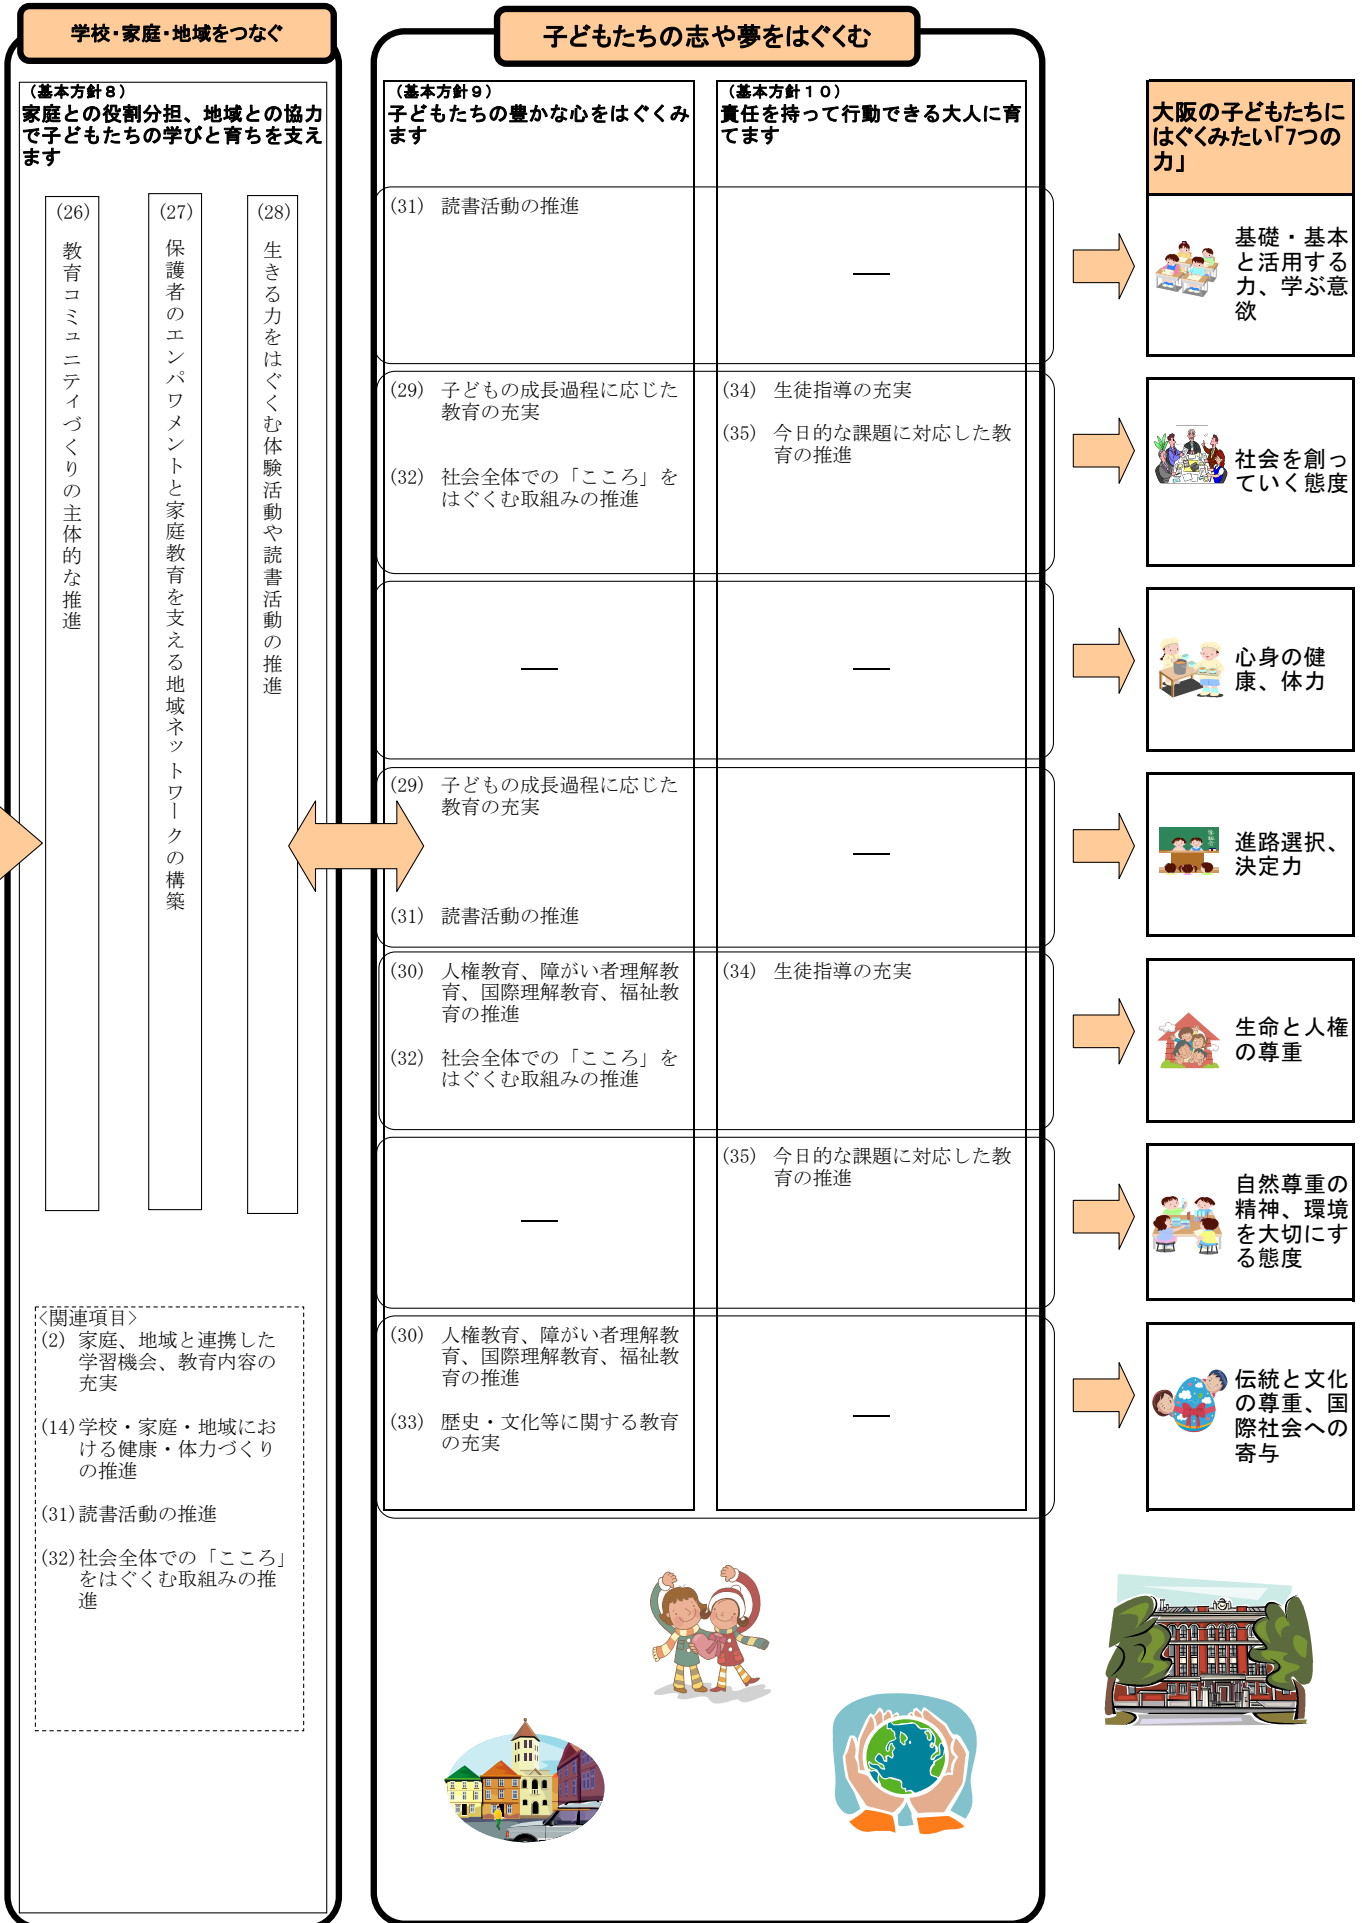 学校・家庭・地域をつなぐ
（基本方針８）
家庭との役割分担、地域との協力
で子どもたちの学びと育ちを支え
ます
(26) 教育コミュニティづくりの主体的な推進
(27) 保護者のエンパワメントと家庭教育を支える地域ネットワークの構築
(28) 生きる力をはぐくむ体験活動や読書活動の推進
<関連項目>
(2) 家庭、地域と連携した
学習機会、教育内容の
充実
(14)学校・家庭・地域にお
ける健康・体力づくり
の推進
(31)読書活動の推進
(32)社会全体での「こころ」
をはぐくむ取組みの推
進
子どもたちの志や夢をはぐくむ
（基本方針９）
子どもたちの豊かな心をはぐくみ
ます
（基本方針１０）
責任を持って行動できる大人に育
てます
大阪の子どもたちに
はぐくみたい「7つの
力」
(31) 読書活動の推進
―
基礎・基本
と活用する
力、学ぶ意
欲
(29) 子どもの成長過程に応じた
教育の充実
(32) 社会全体での「こころ」を
はぐくむ取組みの推進
(34) 生徒指導の充実
(35) 今日的な課題に対応した教
育の推進
社会を創っ
ていく態度
―
―
心身の健
康、体力
(29) 子どもの成長過程に応じた
教育の充実
(31) 読書活動の推進
―
進路選択、
決定力
(30) 人権教育、障がい者理解教
育、国際理解教育、福祉教
育の推進
(32) 社会全体での「こころ」を
はぐくむ取組みの推進
(34) 生徒指導の充実
生命と人権
の尊重
―
(35) 今日的な課題に対応した教
育の推進
自然尊重の
精神、環境
を大切にす
る態度
(30) 人権教育、障がい者理解教
育、国際理解教育、福祉教
育の推進
(33) 歴史・文化等に関する教育
の充実
―
伝統と文化
の尊重、国
際社会への
寄与